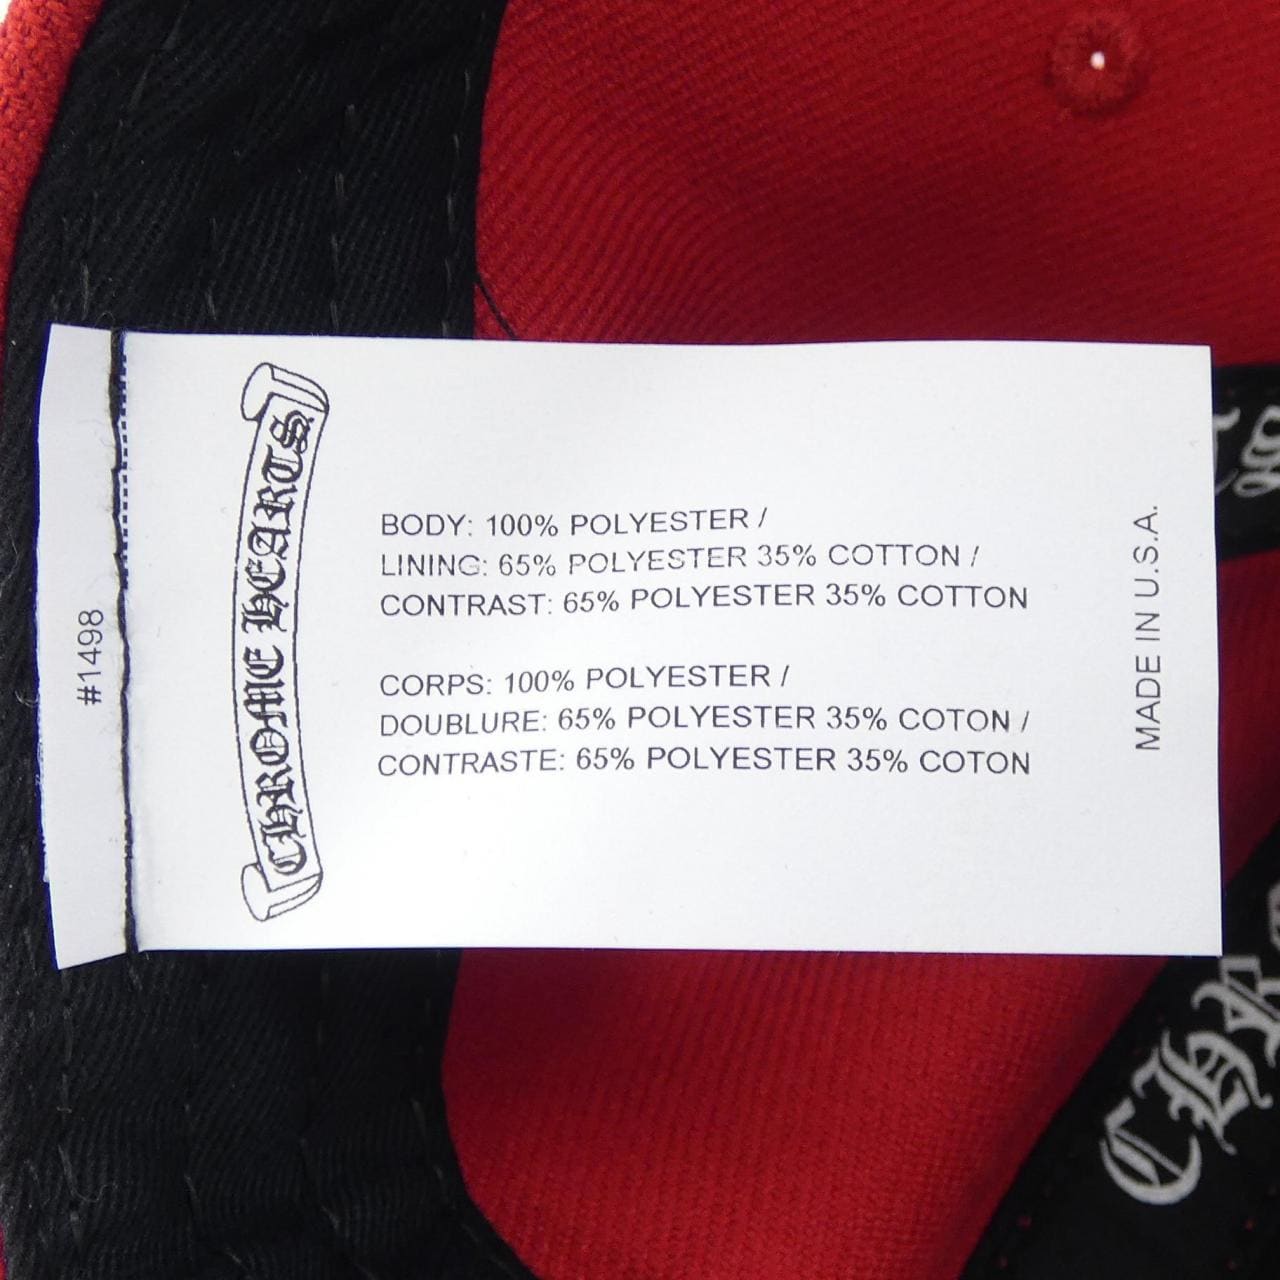 #1498
CHROME HEARTS
BODY: 100% POLYESTER /
LINING: 65% POLYESTER 35% COTTON /
CONTRAST: 65% POLYESTER 35% COTTON
CORPS: 100% POLYESTER /
DOUBLURE: 65% POLYESTER 35% COTON /
CONTRASTE: 65% POLYESTER 35% COTON
MADE IN U.S.A.
CHR